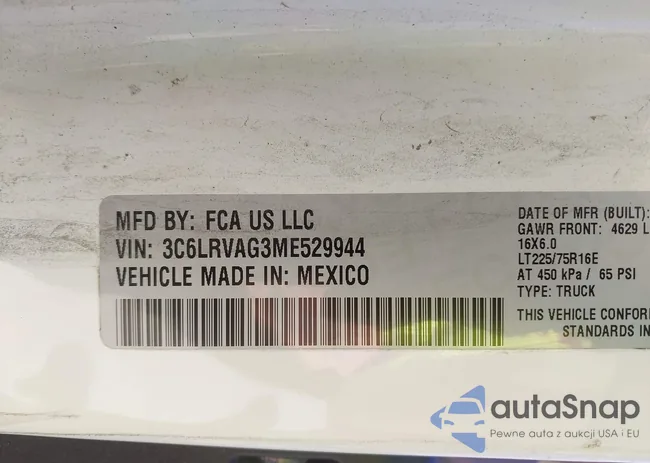 MFD BY: FCA US LLC
VIN: 3C6LRVAG3ME529944
VEHICLE MADE IN: MEXICO
DATE OF MFR (BUILT):
GAWR FRONT: 4629 L
16X6.0
LT225/75R16E
AT 450 kPa / 65 PSI
TYPE: TRUCK
THIS VEHICLE CONFOR
STANDARDS IN
autaSnap
Pewne auta z aukcji USA i EU